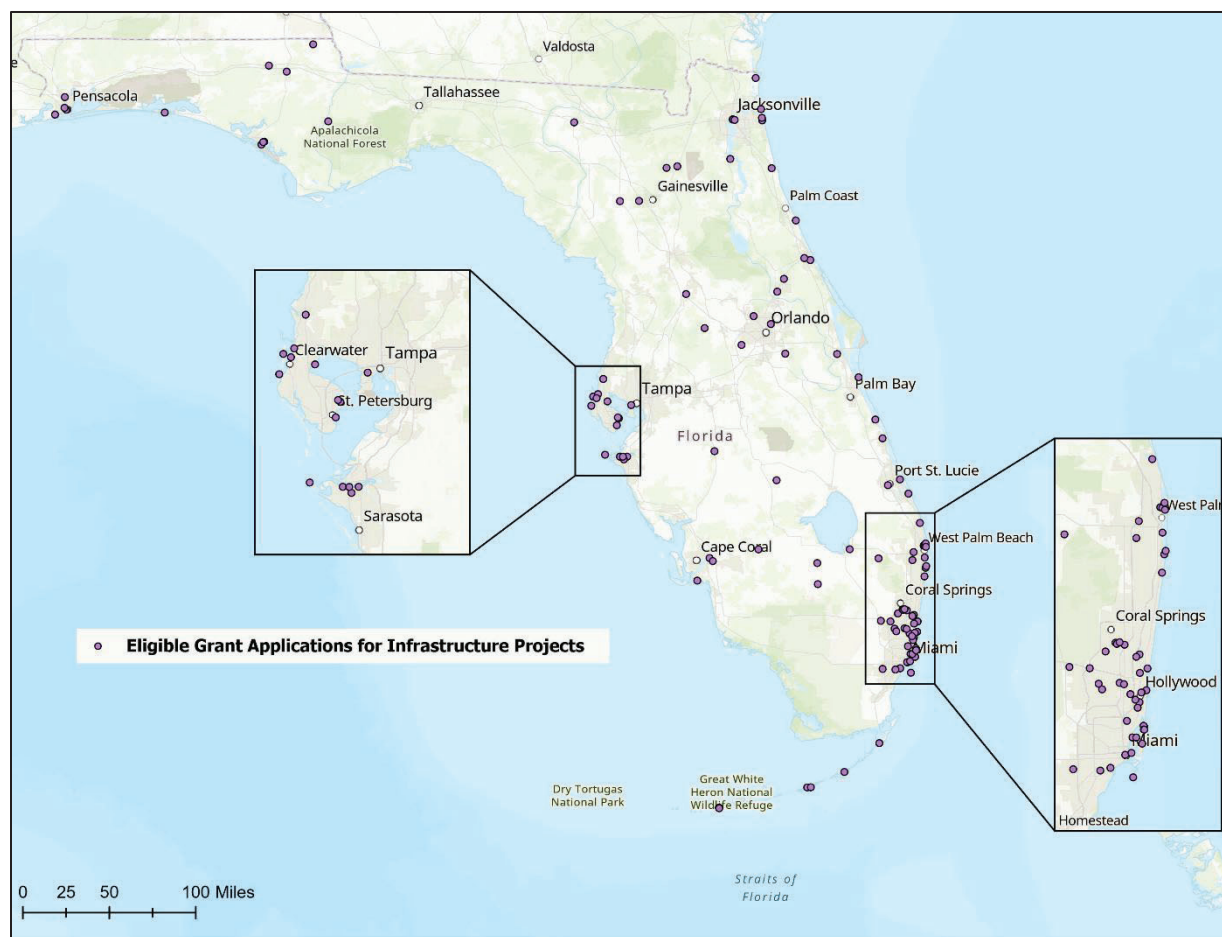 Valdosta
e
Pensacola
Tallahassee
Jacksonville
Apalachicola
National Forest
Gainesville
Palm Coast
Orlando
Clearwater
Tampa
St. Petersburg
Sarasota
Tampa
Palm Bay
Florida
Port St. Lucie
West Palm Beach
Cape Coral
Coral Springs
Miami
West Palm
Coral Springs
Hollywood
Miami
Homestead
Eligible Grant Applications for Infrastructure Projects
Dry Tortugas
National Park
Great White
Heron National
Wildlife Refuge
Straits of
Florida
0 25 50 100 Miles